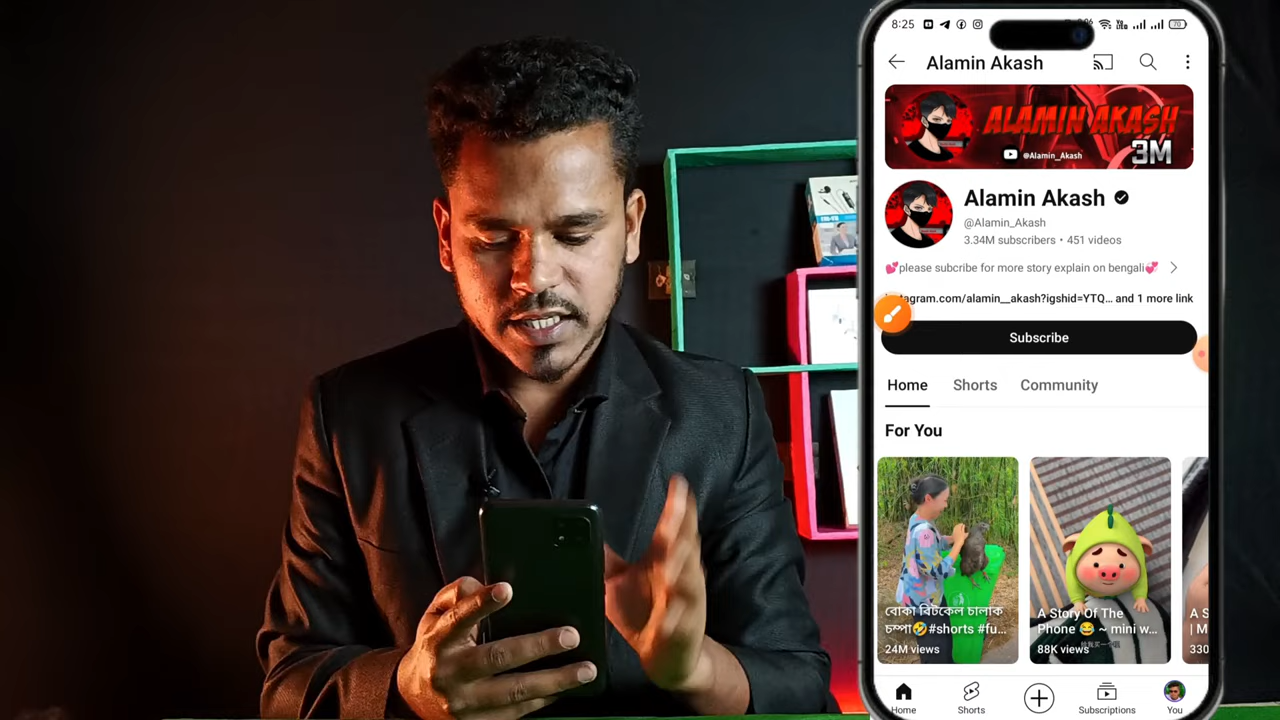 8:25
70
Alamin Akash
ALAMIN AKASH
3M
@Alamin_Akash
Alamin Akash
@Alamin_Akash
3.34M subscribers • 451 videos
💕please subcribe for more story explain on bengali💞
tagram.com/alamin__akash?igshid=YTQ... and 1 more link
Subscribe
Home Shorts Community
For You
বোকা বিটকেল চালাক
চম্পা🤣#shorts #fu...
24M views
A Story Of The
Phone 😂 ~ mini w...
88K views
A S
| M
330
Home Shorts Subscriptions You